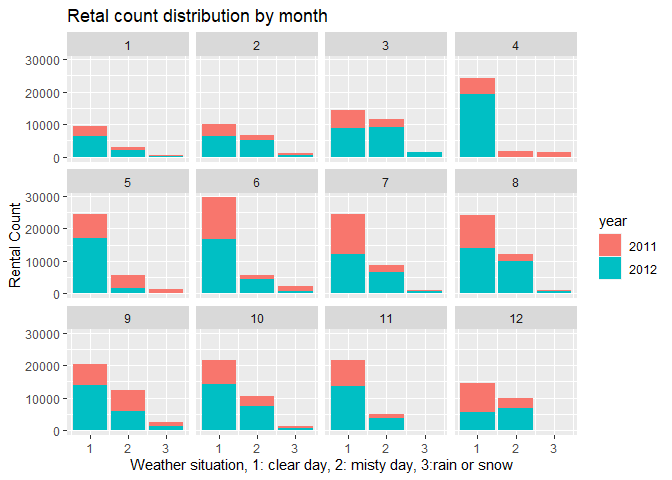 Retal count distribution by month
1 2 3 4
30000
20000
10000
0
5 6 7 8
30000
20000
10000
0
9 10 11 12
30000
20000
10000
0
1 2 3 1 2 3 1 2 3 1 2 3
Rental Count
Weather situation, 1: clear day, 2: misty day, 3:rain or snow
year
2011
2012